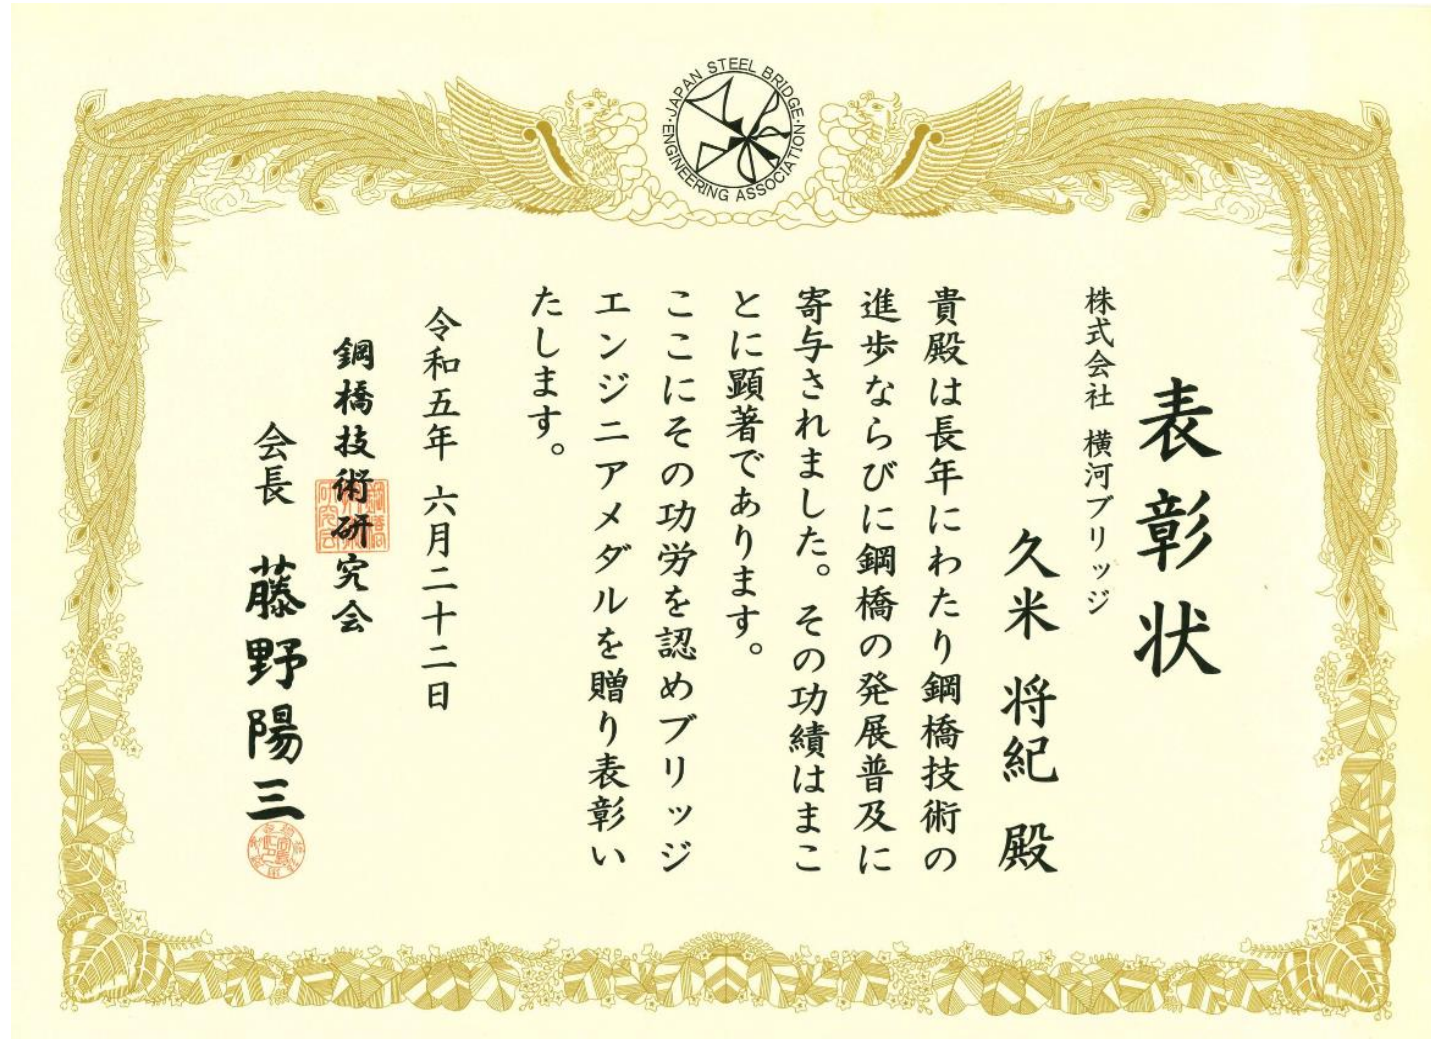 JAPAN STEEL BRIDGE・ENGINEERING ASSOCIATION・
表彰状
株式会社 横河ブリッジ
久米 将紀 殿
貴殿は長年にわたり鋼橋技術の
進歩ならびに鋼橋の発展普及に
寄与されました。その功績はまこ
とに顕著であります。
ここにその功労を認めブリッジ
エンジニアメダルを贈り表彰い
たします。
令和五年 六月二十二日
鋼橋技術研究会
会長 藤野陽三